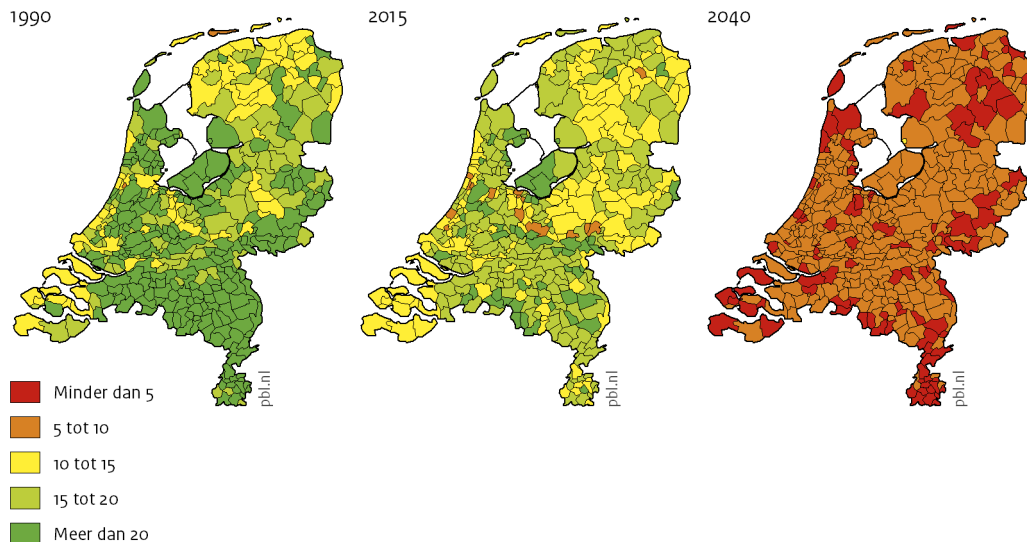 1990
2015
2040
pbl.nl
pbl.nl
pbl.nl
Minder dan 5
5 tot 10
10 tot 15
15 tot 20
Meer dan 20